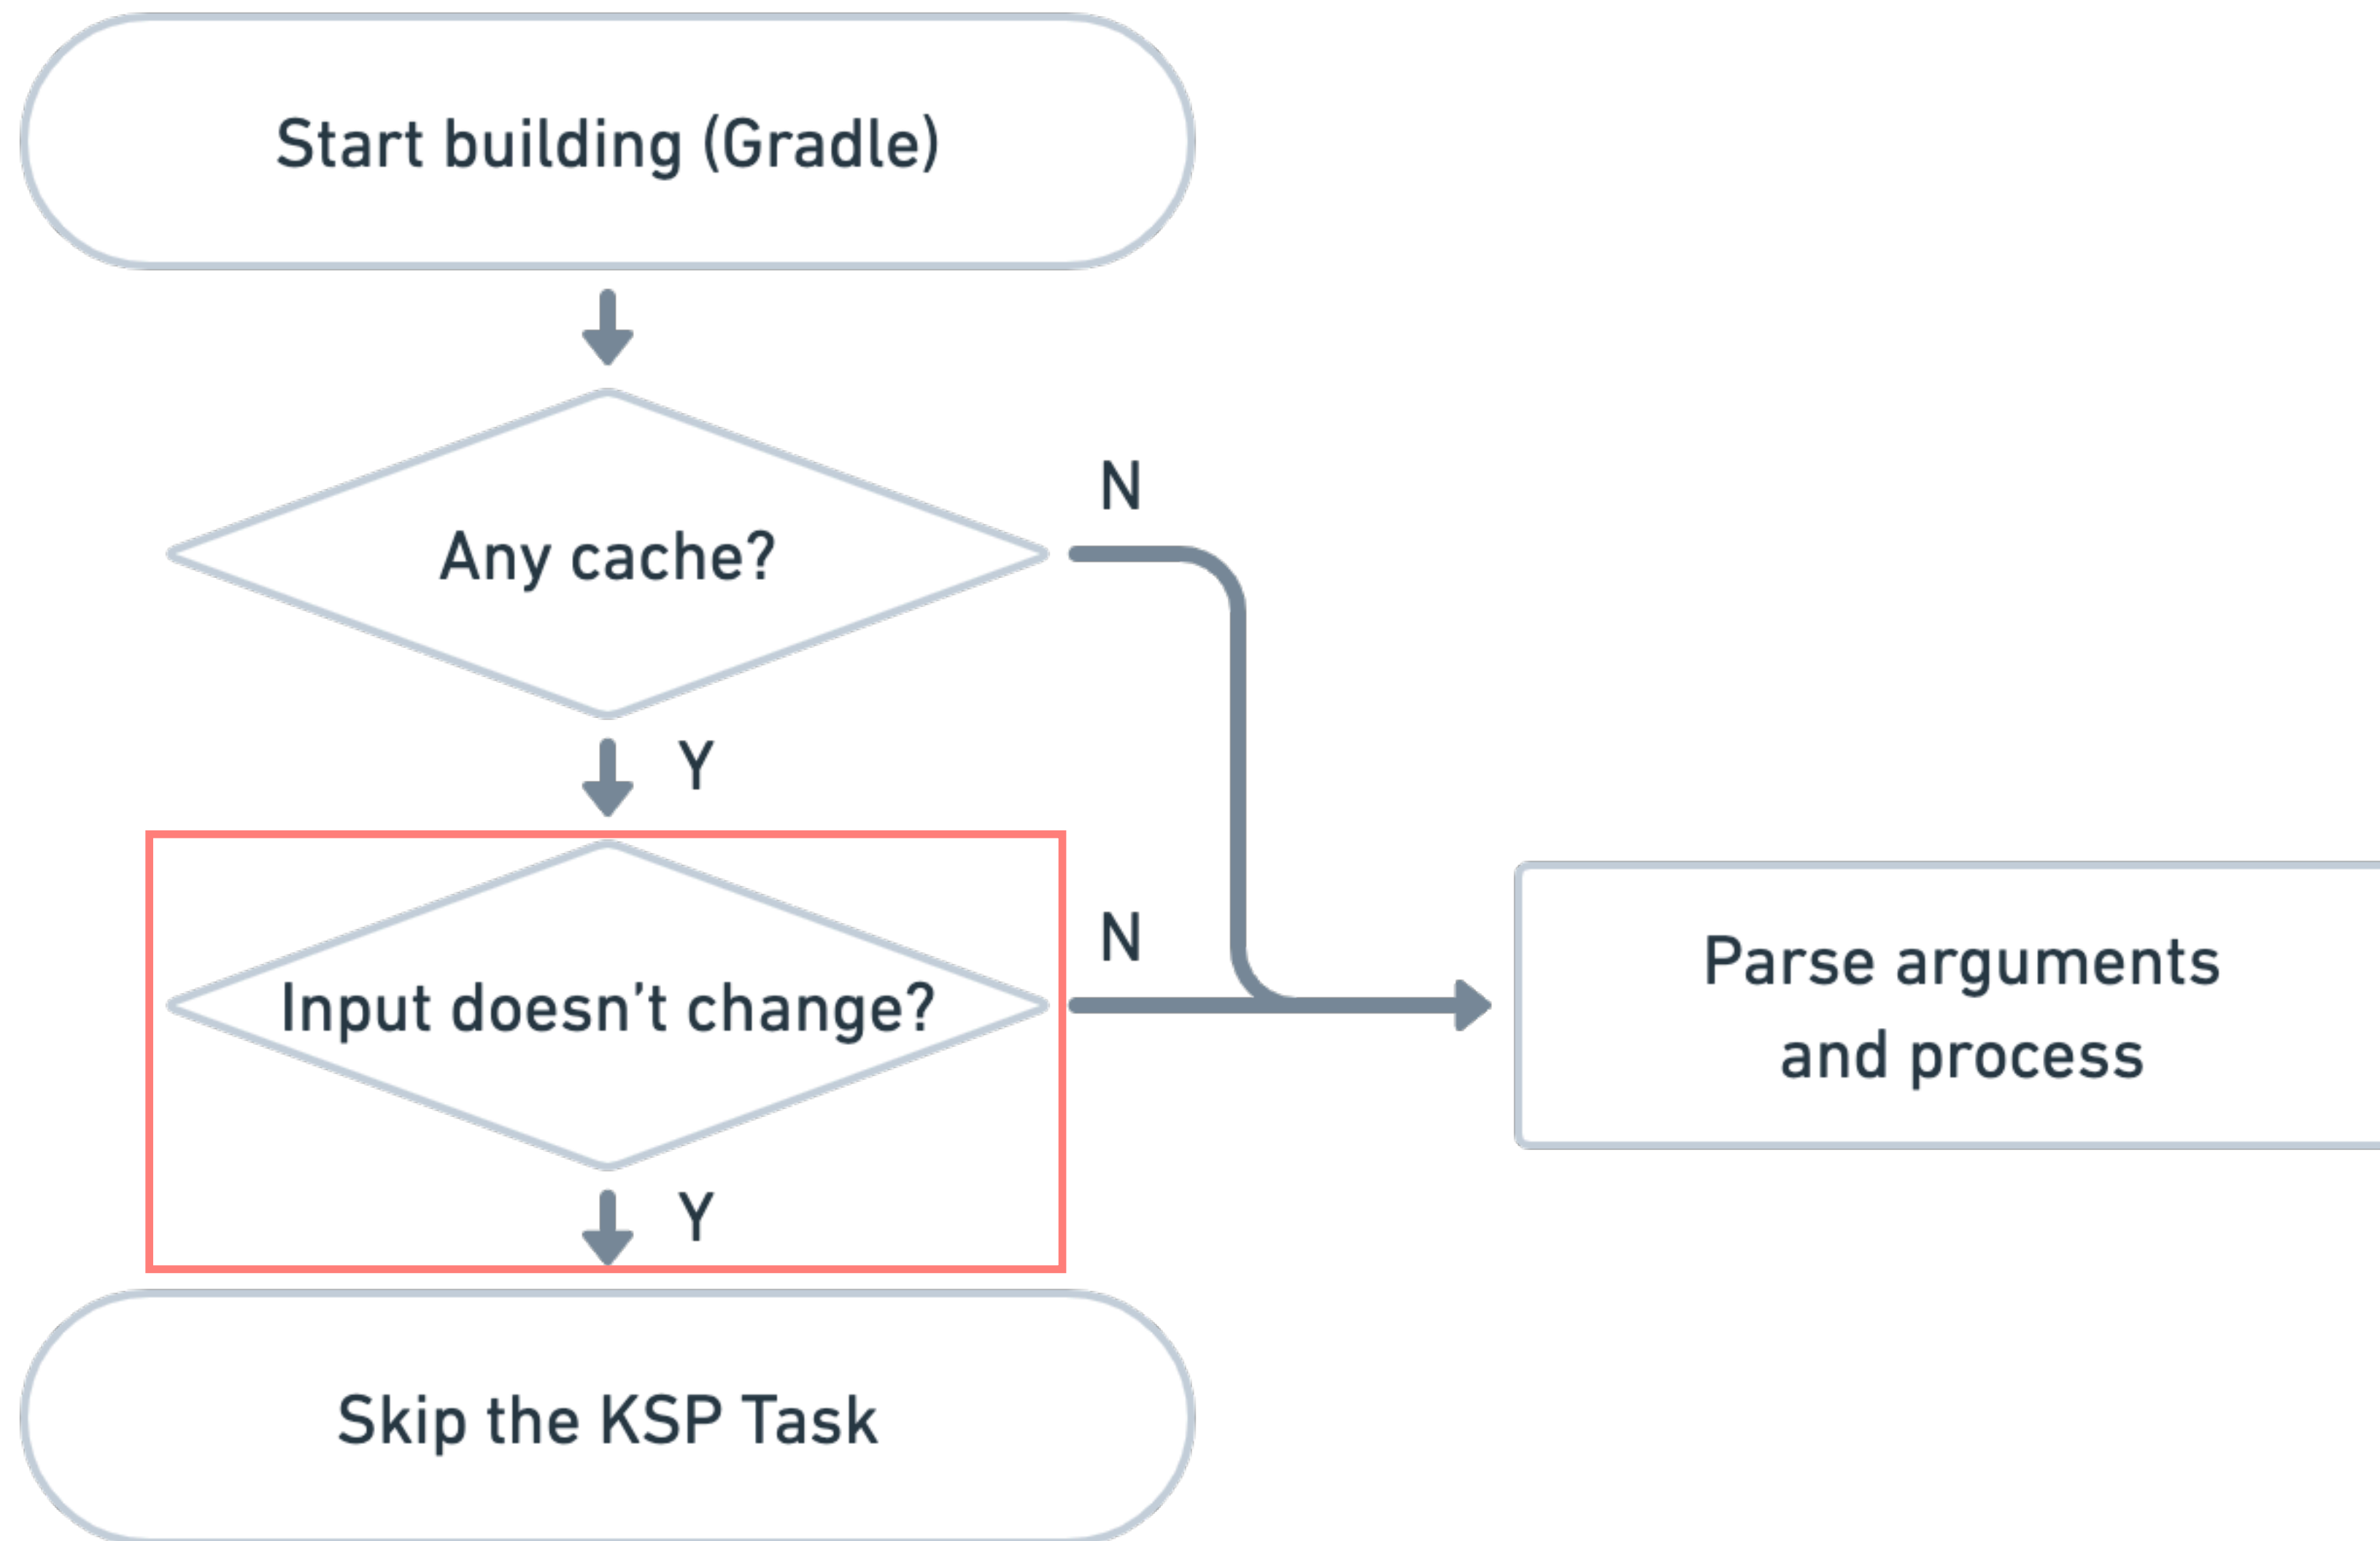 Start building (Gradle)
N
Any cache?
Y
N
Input doesn’t change?
Parse arguments
and process
Y
Skip the KSP Task